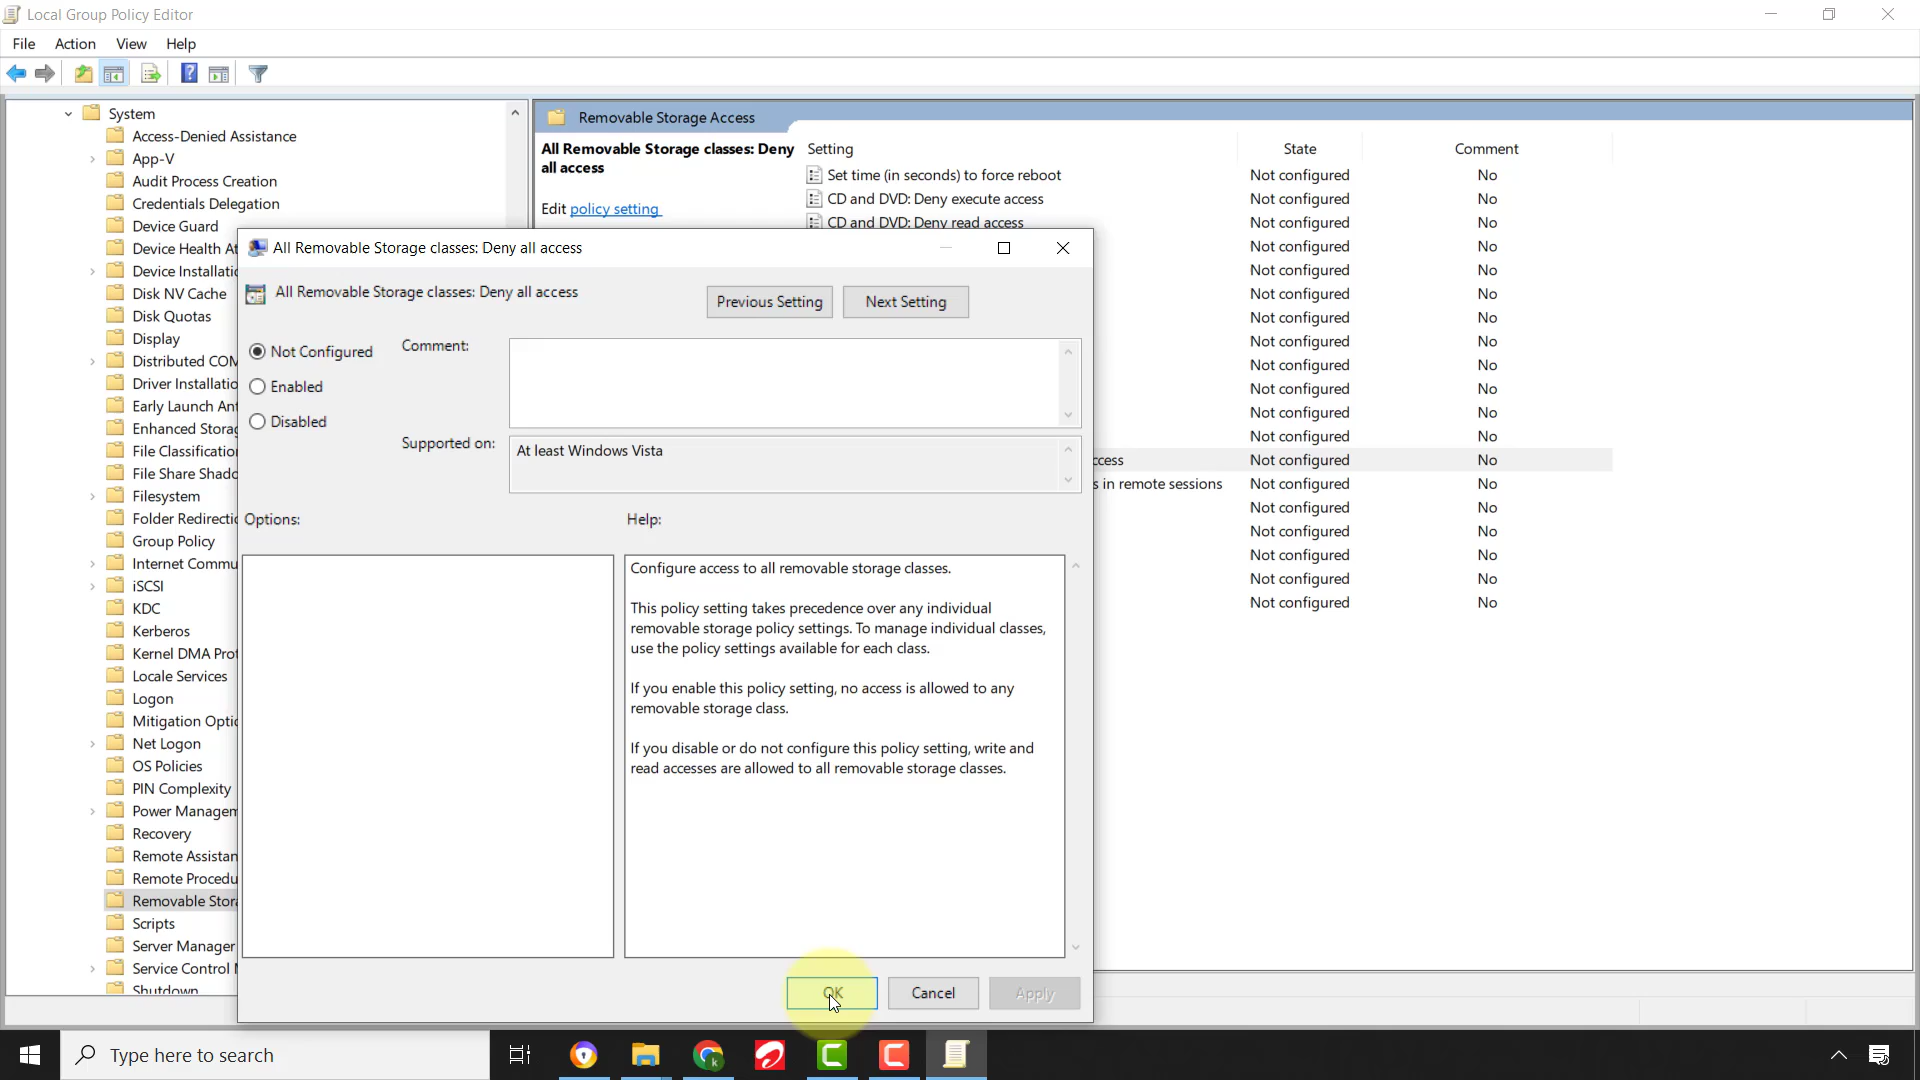 Local Group Policy Editor
File Action View Help
System
Access-Denied Assistance
App-V
Audit Process Creation
Credentials Delegation
Device Guard
Device Health At
Device Installatic
Disk NV Cache
Disk Quotas
Display
Distributed COM
Driver Installatio
Early Launch Ant
Enhanced Storag
File Classification
File Share Shado
Filesystem
Folder Redirectio
Group Policy
Internet Commu
iSCSI
KDC
Kerberos
Kernel DMA Prot
Locale Services
Logon
Mitigation Optic
Net Logon
OS Policies
PIN Complexity
Power Managem
Recovery
Remote Assistan
Remote Procedu
Removable Stora
Scripts
Server Manager
Service Control M
Shutdown
Removable Storage Access
All Removable Storage classes: Deny
all access
Edit policy setting
Setting State Comment
Set time (in seconds) to force reboot Not configured No
CD and DVD: Deny execute access Not configured No
CD and DVD: Deny read access Not configured No
Not configured No
Not configured No
Not configured No
Not configured No
Not configured No
Not configured No
Not configured No
Not configured No
Not configured No
ccess Not configured No
s in remote sessions Not configured No
Not configured No
Not configured No
Not configured No
Not configured No
Not configured No
All Removable Storage classes: Deny all access
All Removable Storage classes: Deny all access
Previous Setting Next Setting
Not Configured
Enabled
Disabled
Comment:
Supported on:
At least Windows Vista
Options:
Help:
Configure access to all removable storage classes.
This policy setting takes precedence over any individual
removable storage policy settings. To manage individual classes,
use the policy settings available for each class.
If you enable this policy setting, no access is allowed to any
removable storage class.
If you disable or do not configure this policy setting, write and
read accesses are allowed to all removable storage classes.
OK Cancel Apply
Type here to search